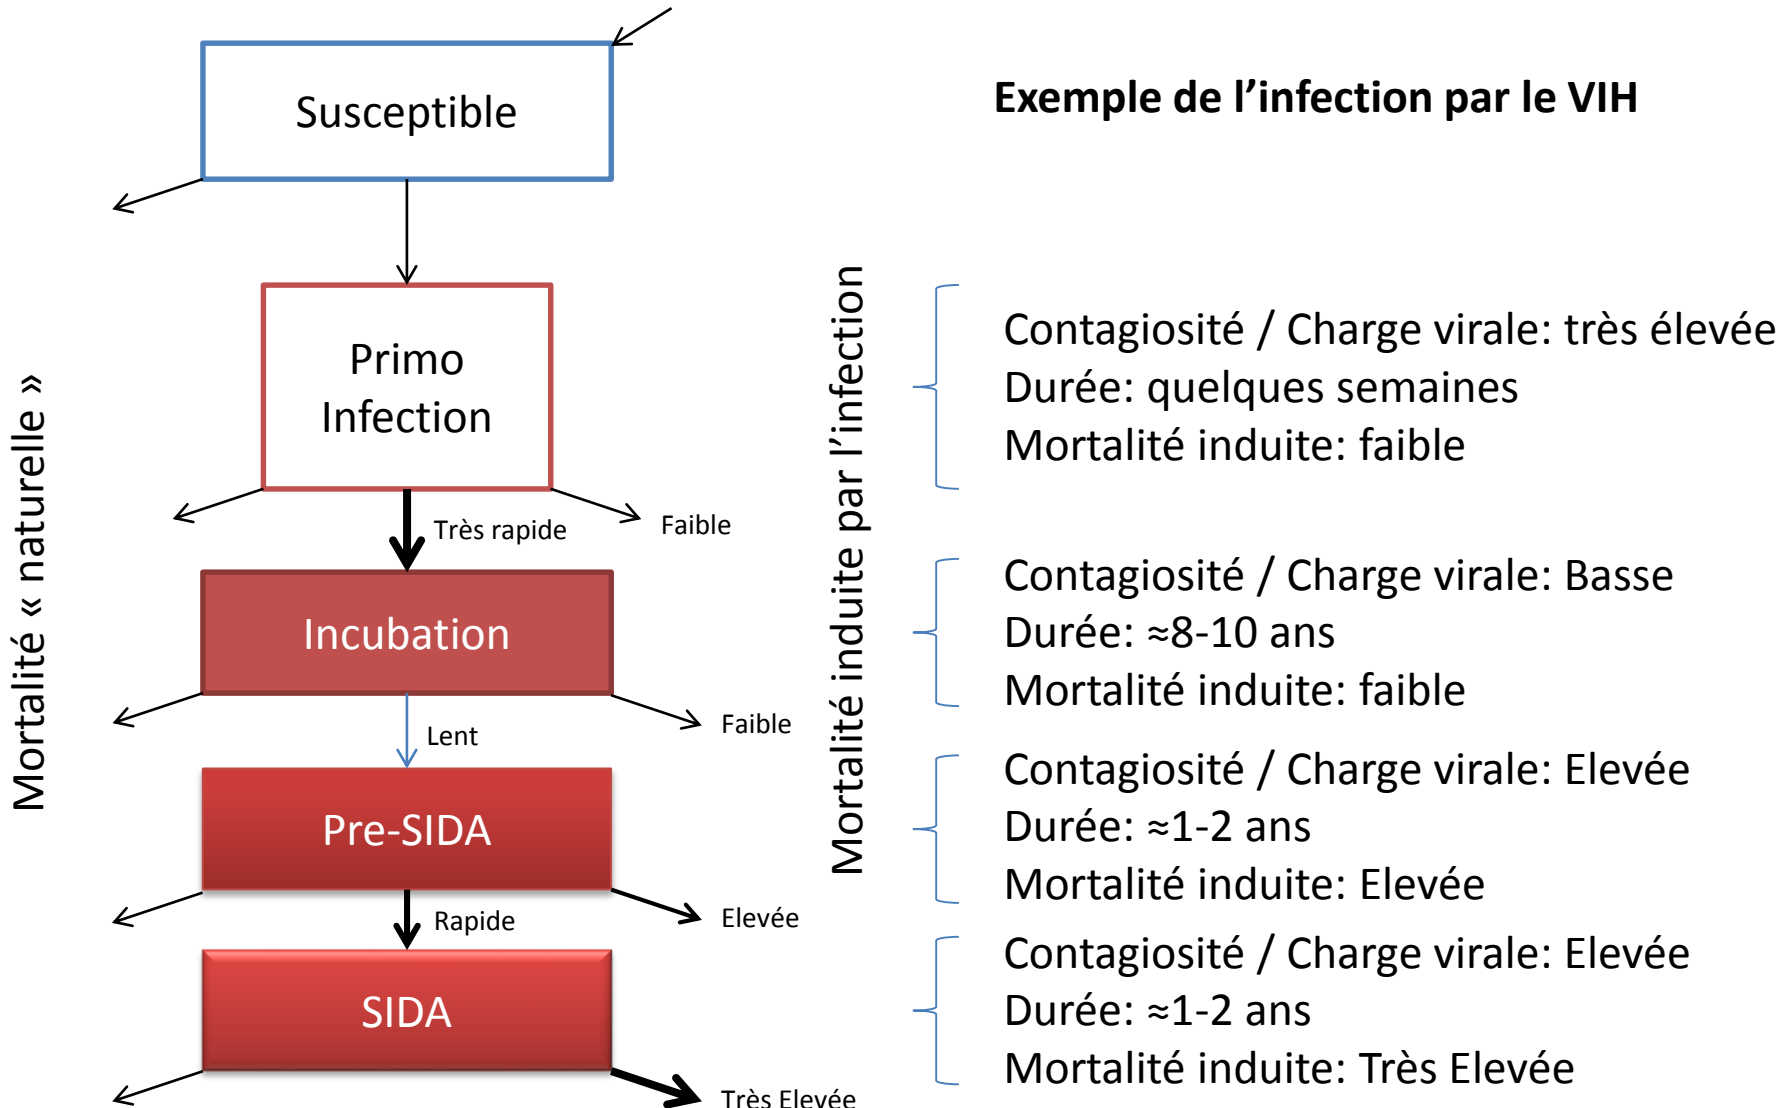 Exemple de l’infection par le VIH
Susceptible
Primo
Infection
Très rapide
Faible
Incubation
Lent
Faible
Pre-SIDA
Rapide
Elevée
SIDA
Très Elevée
Mortalité « naturelle »
Mortalité induite par l’infection
Contagiosité / Charge virale: très élevée
Durée: quelques semaines
Mortalité induite: faible
Contagiosité / Charge virale: Basse
Durée: ≈8-10 ans
Mortalité induite: faible
Contagiosité / Charge virale: Elevée
Durée: ≈1-2 ans
Mortalité induite: Elevée
Contagiosité / Charge virale: Elevée
Durée: ≈1-2 ans
Mortalité induite: Très Elevée